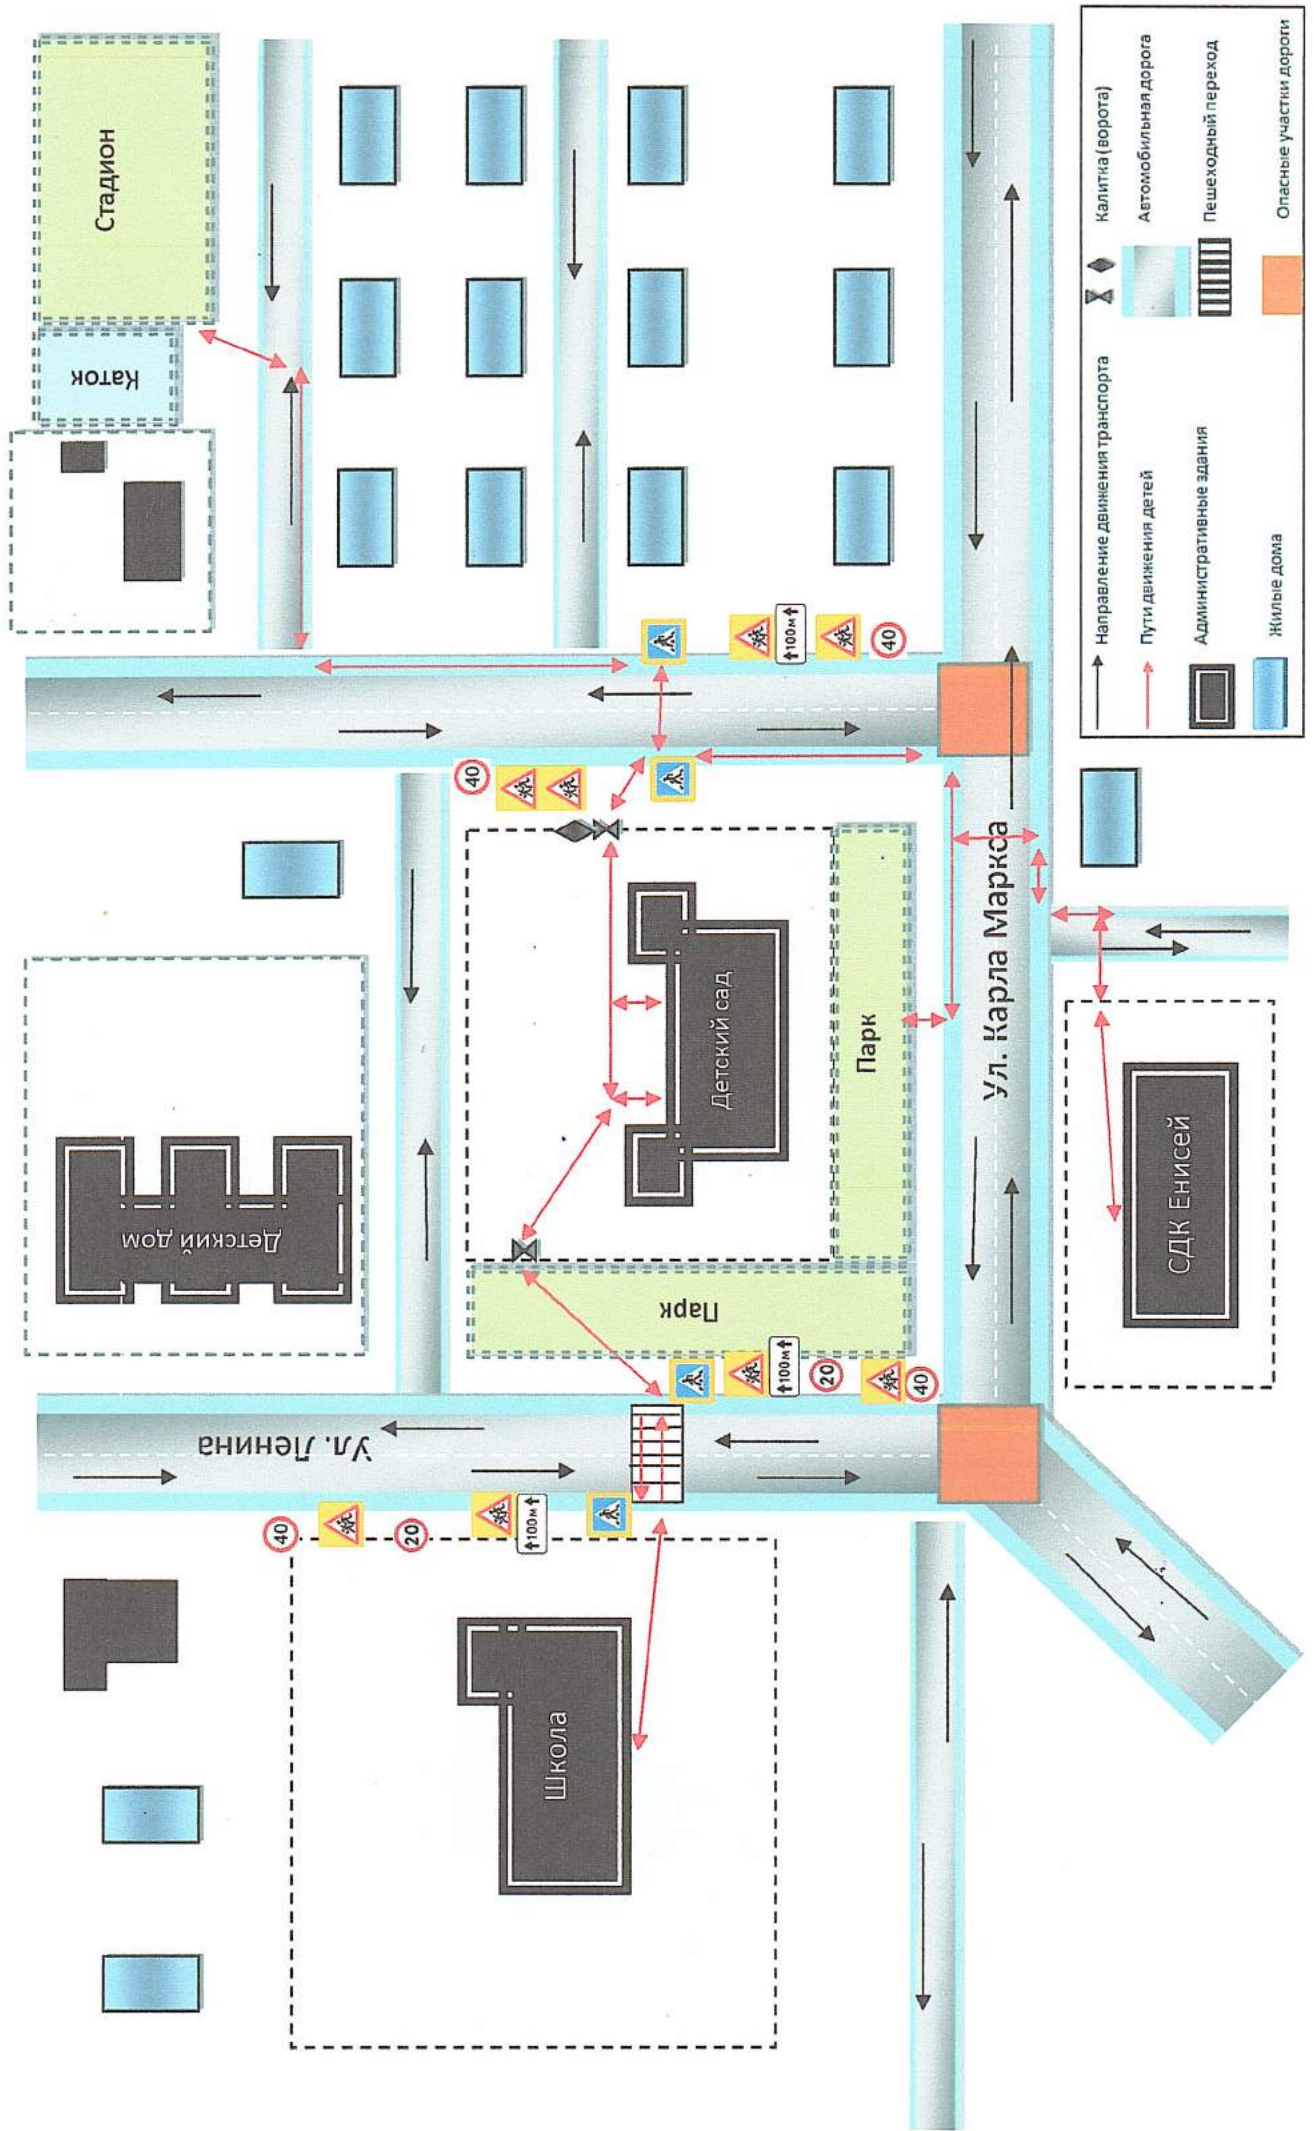 Стадион
Каток
Детский дом
Ул. Ленина
Детский сад
Парк
Парк
Ул. Карла Маркса
СДК Енисей
Школа
40
100м
40
100м
20
40
40
20
100м
40
Направление движения транспорта
Пути движения детей
Административные здания
Жилые дома
Калитка (ворота)
Автомобильная дорога
Пешеходный переход
Опасные участки дороги